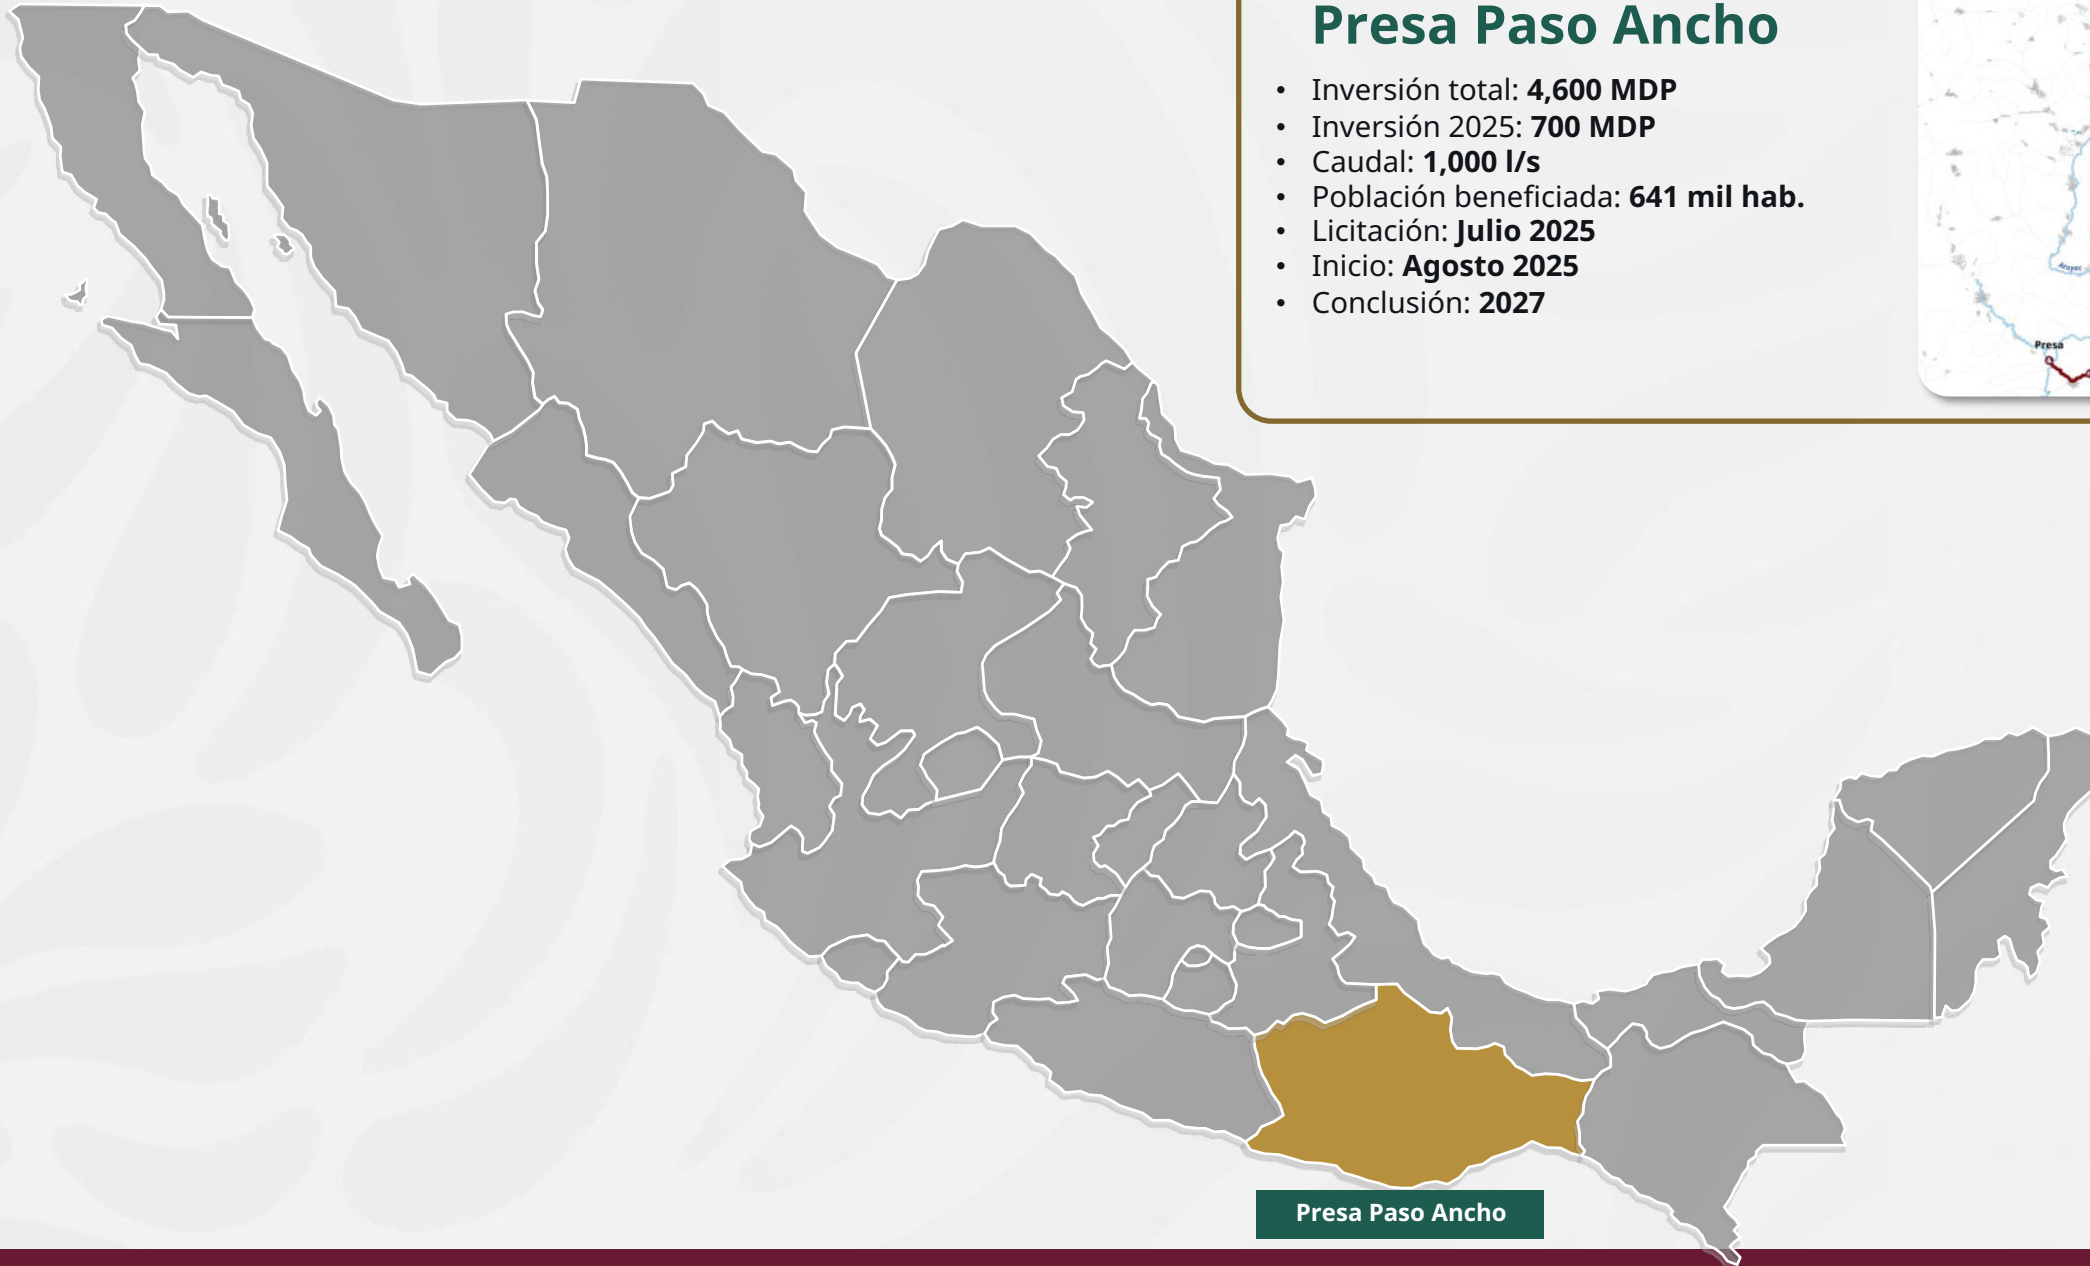 Presa Paso Ancho
• Inversión total: 4,600 MDP
• Inversión 2025: 700 MDP
• Caudal: 1,000 l/s
• Población beneficiada: 641 mil hab.
• Licitación: Julio 2025
• Inicio: Agosto 2025
• Conclusión: 2027
Presa
Presa Paso Ancho